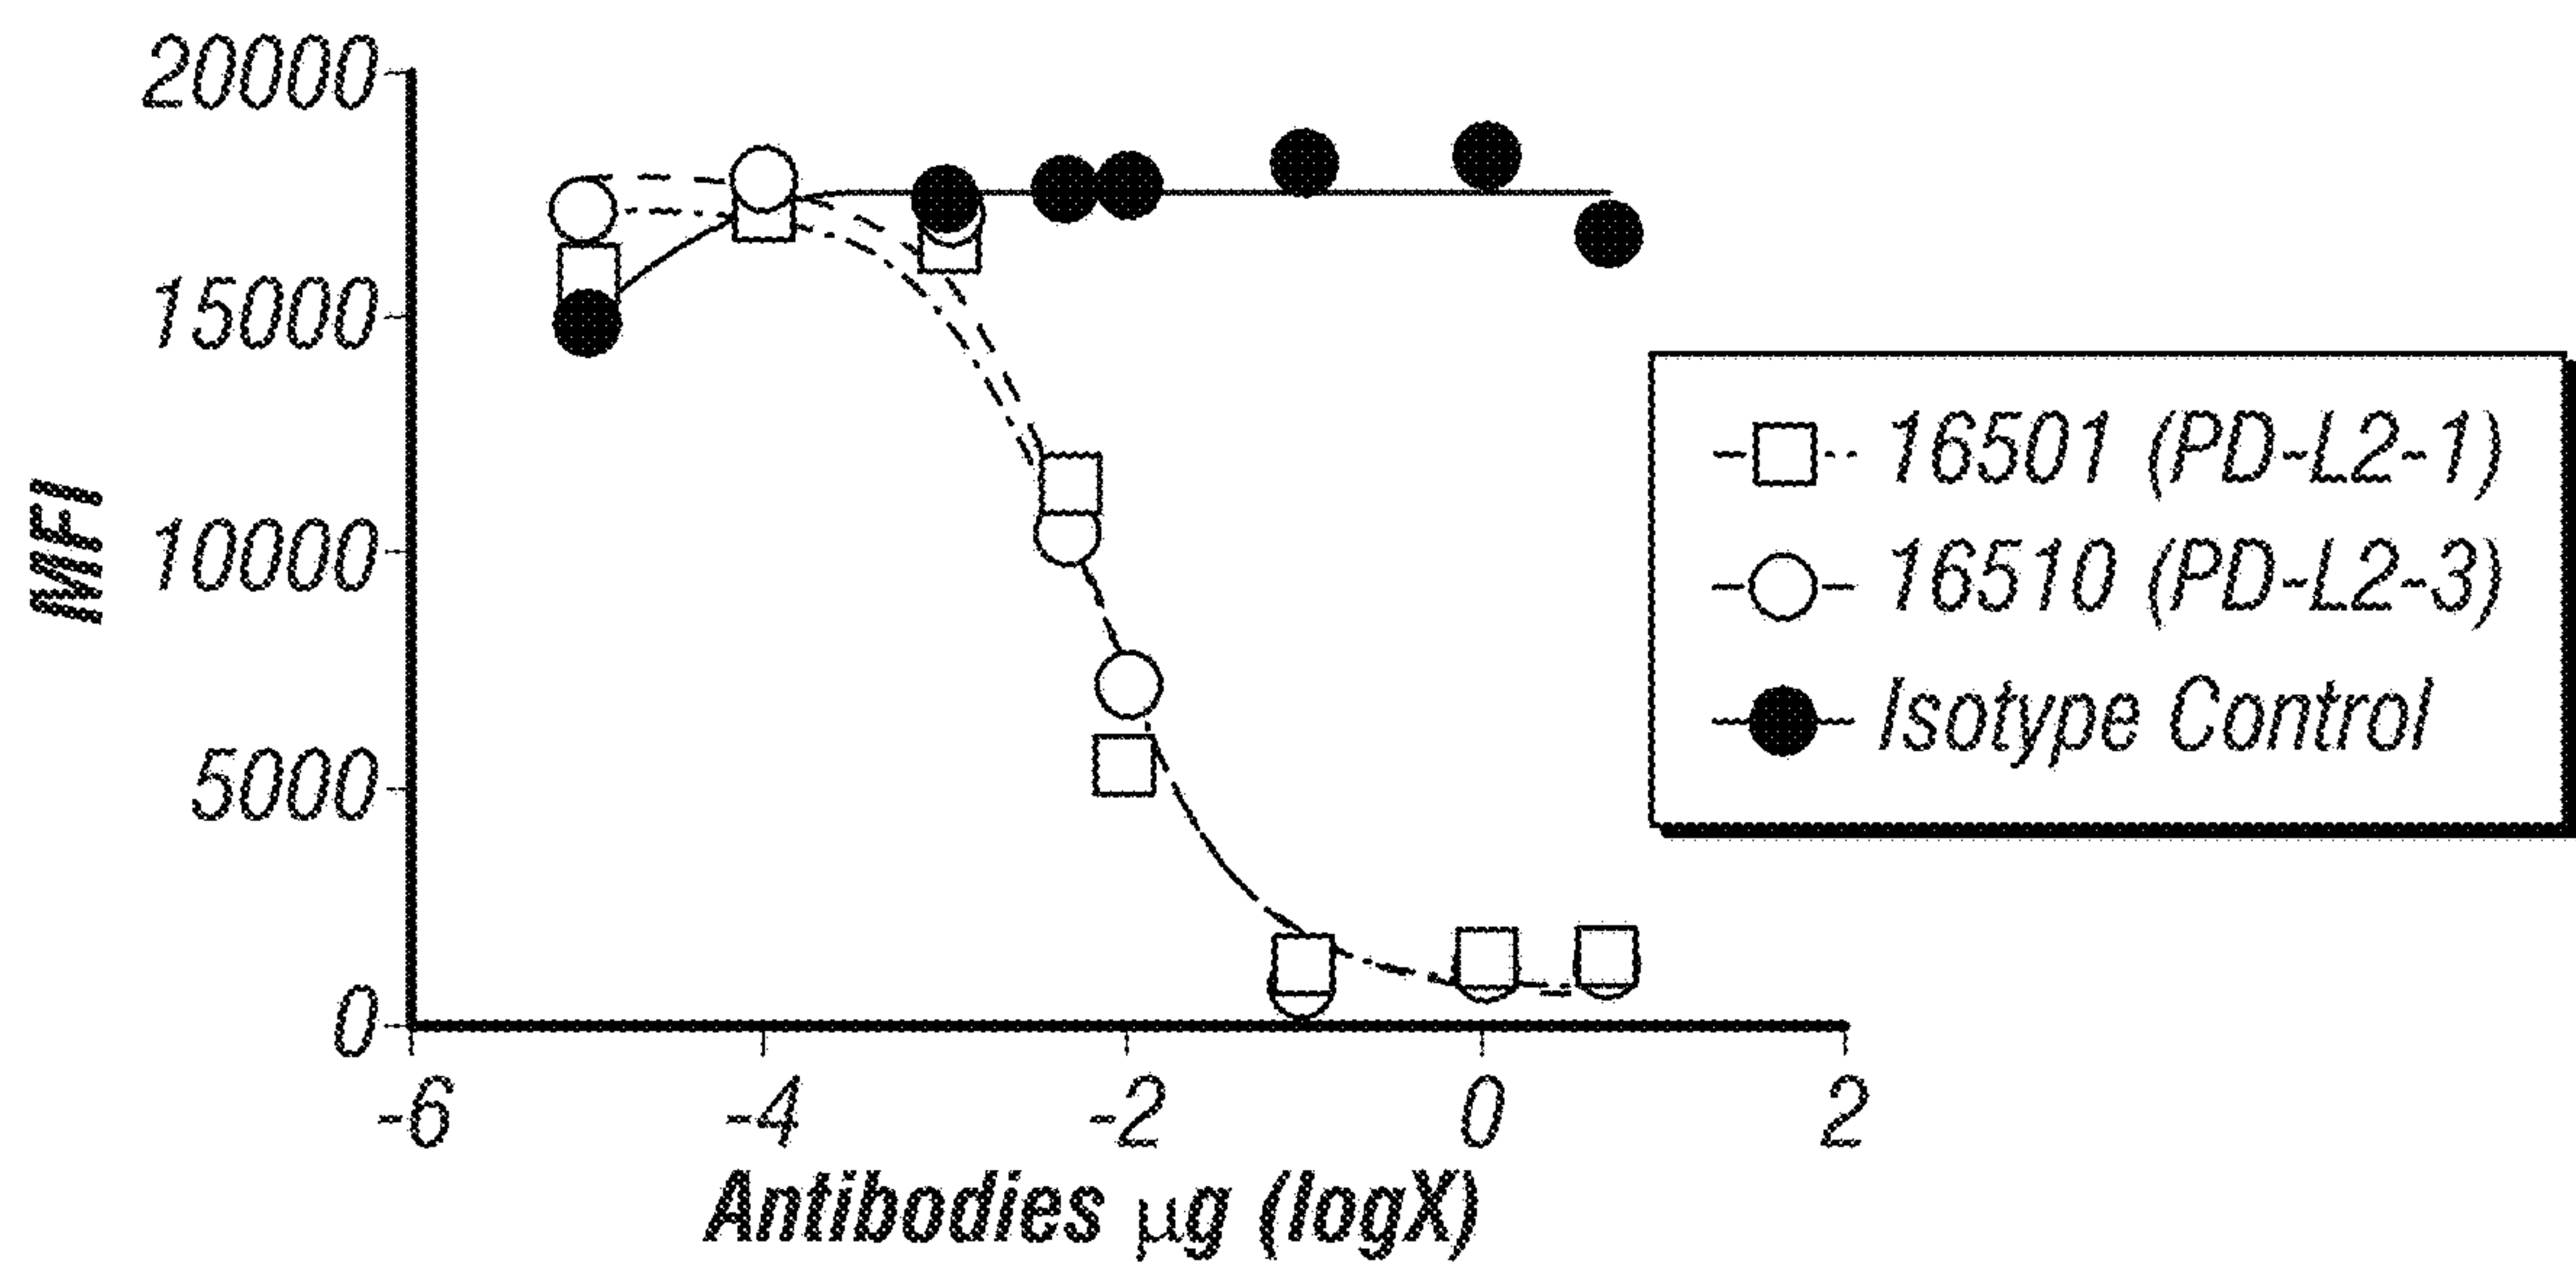 20000
15000
10000
5000
0
MFI
-6
-4
-2
0
2
Antibodies μg (logX)
16501 (PD-L2-1)
16510 (PD-L2-3)
Isotype Control